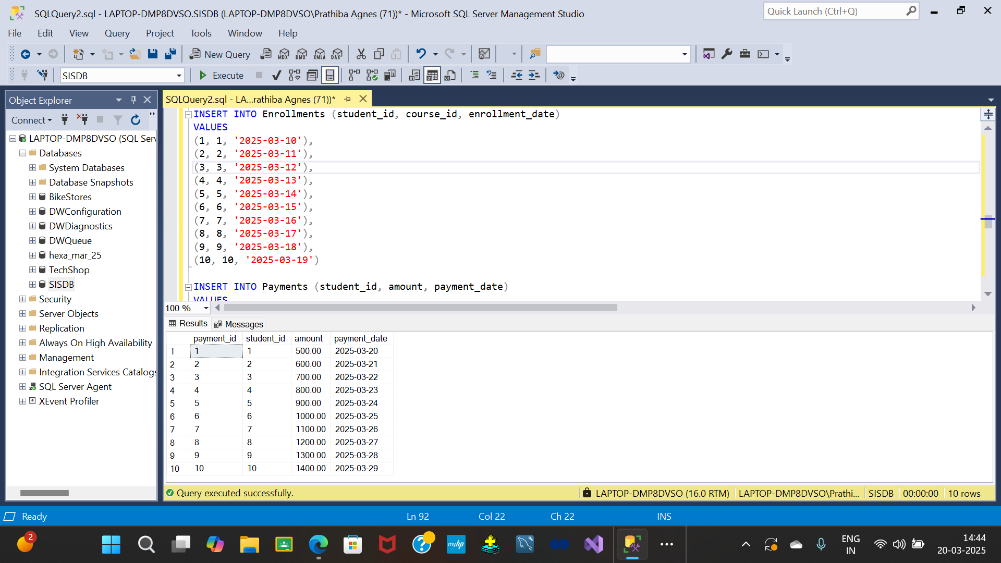 SQLQuery2.sql - LAPTOP-DMP8DVSO.SISDB (LAPTOP-DMP8DVSO\Prathiba Agnes (71))* - Microsoft SQL Server Management Studio
Quick Launch (Ctrl+Q)
File Edit View Query Project Tools Window Help
New Query MDX DMX XMLA DAX
SISDB Execute
Object Explorer
SQLQuery2.sql - LA...rathiba Agnes (71))*
Connect
LAPTOP-DMP8DVSO (SQL Serv
Databases
System Databases
Database Snapshots
BikeStores
DWConfiguration
DWDiagnostics
DWQueue
hexa_mar_25
TechShop
SISDB
Security
Server Objects
Replication
Always On High Availability
Management
Integration Services Catalogs
SQL Server Agent
XEvent Profiler
INSERT INTO Enrollments (student_id, course_id, enrollment_date)
VALUES
(1, 1, '2025-03-10'),
(2, 2, '2025-03-11'),
(3, 3, '2025-03-12'),
(4, 4, '2025-03-13'),
(5, 5, '2025-03-14'),
(6, 6, '2025-03-15'),
(7, 7, '2025-03-16'),
(8, 8, '2025-03-17'),
(9, 9, '2025-03-18'),
(10, 10, '2025-03-19')
INSERT INTO Payments (student_id, amount, payment_date)
VALUES
100 %
Results Messages
payment_id student_id amount payment_date
1 1 1 500.00 2025-03-20
2 2 2 600.00 2025-03-21
3 3 3 700.00 2025-03-22
4 4 4 800.00 2025-03-23
5 5 5 900.00 2025-03-24
6 6 6 1000.00 2025-03-25
7 7 7 1100.00 2025-03-26
8 8 8 1200.00 2025-03-27
9 9 9 1300.00 2025-03-28
10 10 10 1400.00 2025-03-29
Query executed successfully. LAPTOP-DMP8DVSO (16.0 RTM) LAPTOP-DMP8DVSO\Prathi... SISDB 00:00:00 10 rows
Ready Ln 92 Col 22 Ch 22 INS
2
mhp
ENG
IN
14:44
20-03-2025